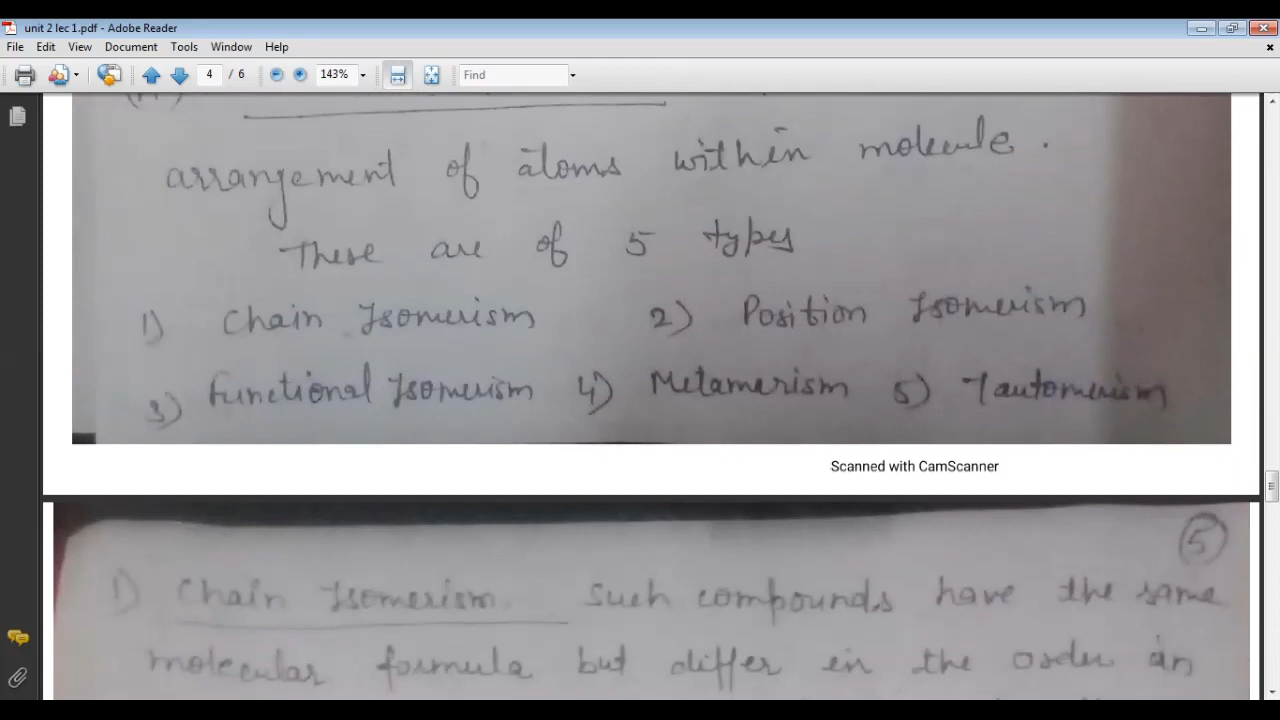 unit 2 lec 1.pdf - Adobe Reader
File Edit View Document Tools Window Help
4 / 6 143% Find
arrangement of atoms within molecule.
These are of 5 types
1) Chain Isomerism 2) Position Isomerism
3) Functional Isomerism 4) Metamerism 5) Tautomerism
Scanned with CamScanner
5
1) Chain Isomerism such compounds have the same
molecular formula but differ in the order in